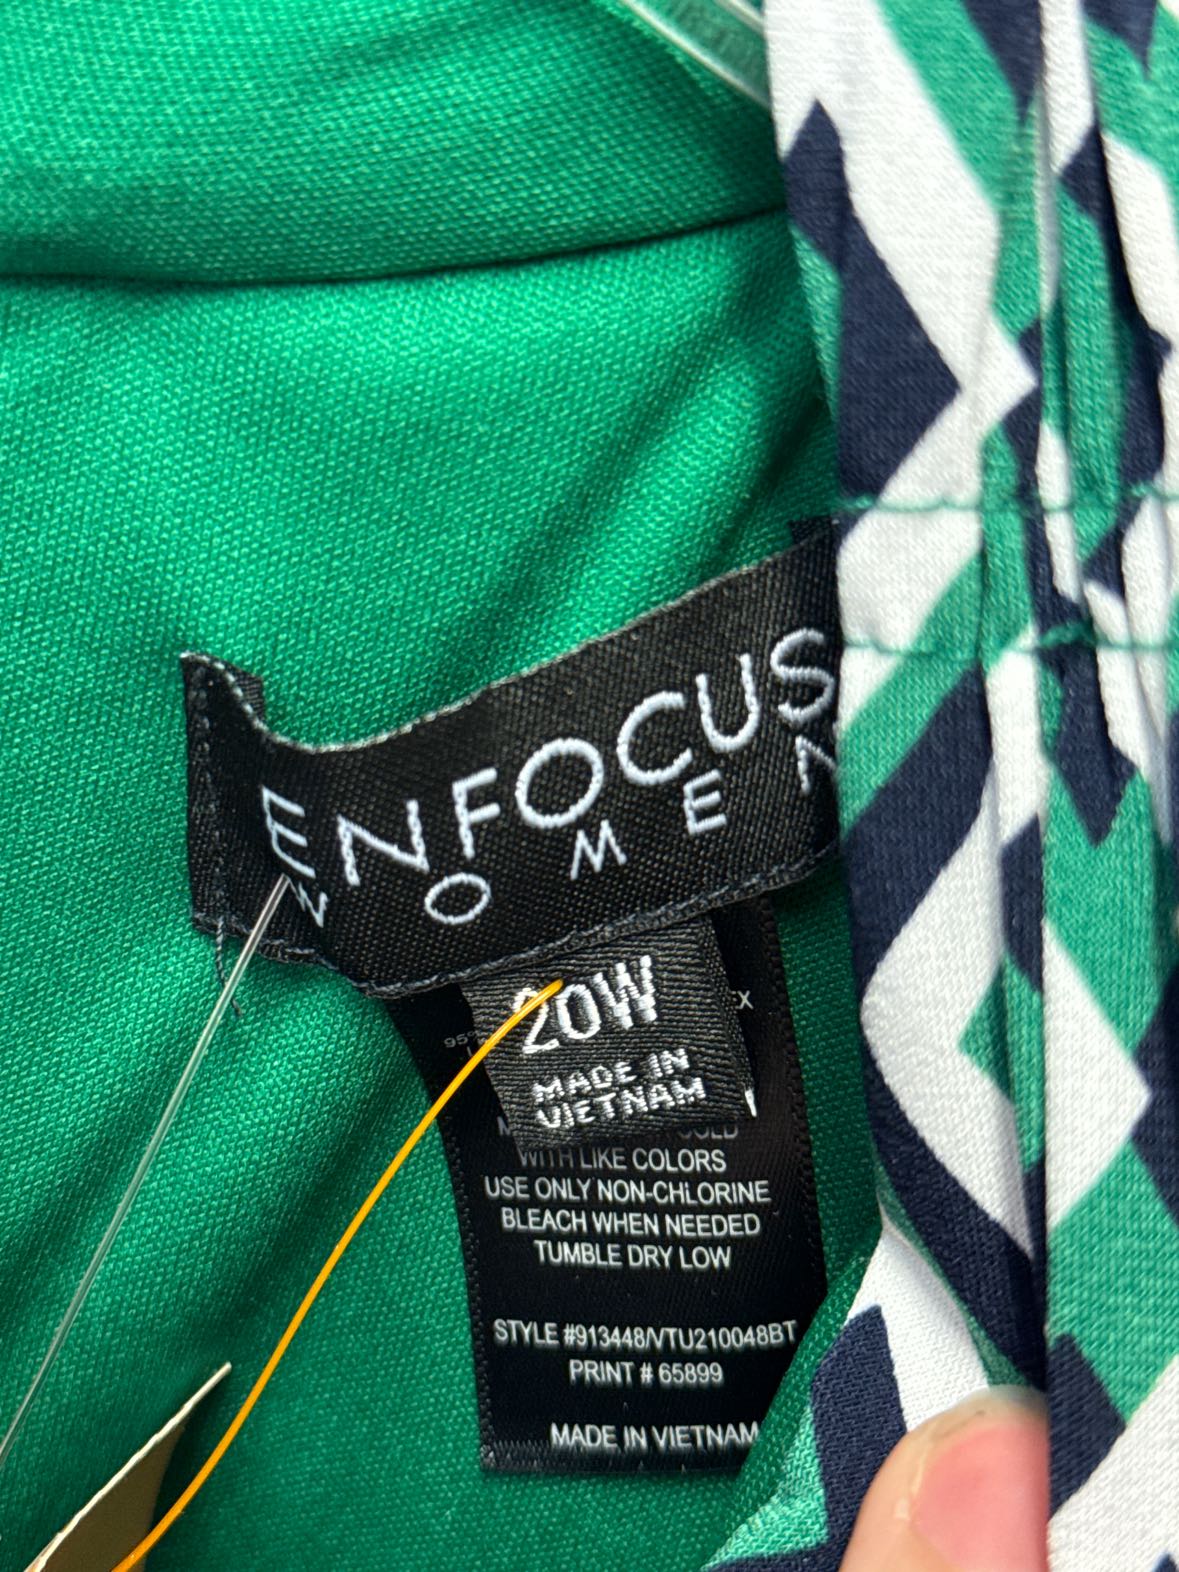 ENFOCUS
WOMEN
20W
MADE IN
VIETNAM
95%
WITH LIKE COLORS
USE ONLY NON-CHLORINE
BLEACH WHEN NEEDED
TUMBLE DRY LOW
STYLE #913448/VTU210048BT
PRINT # 65899
MADE IN VIETNAM